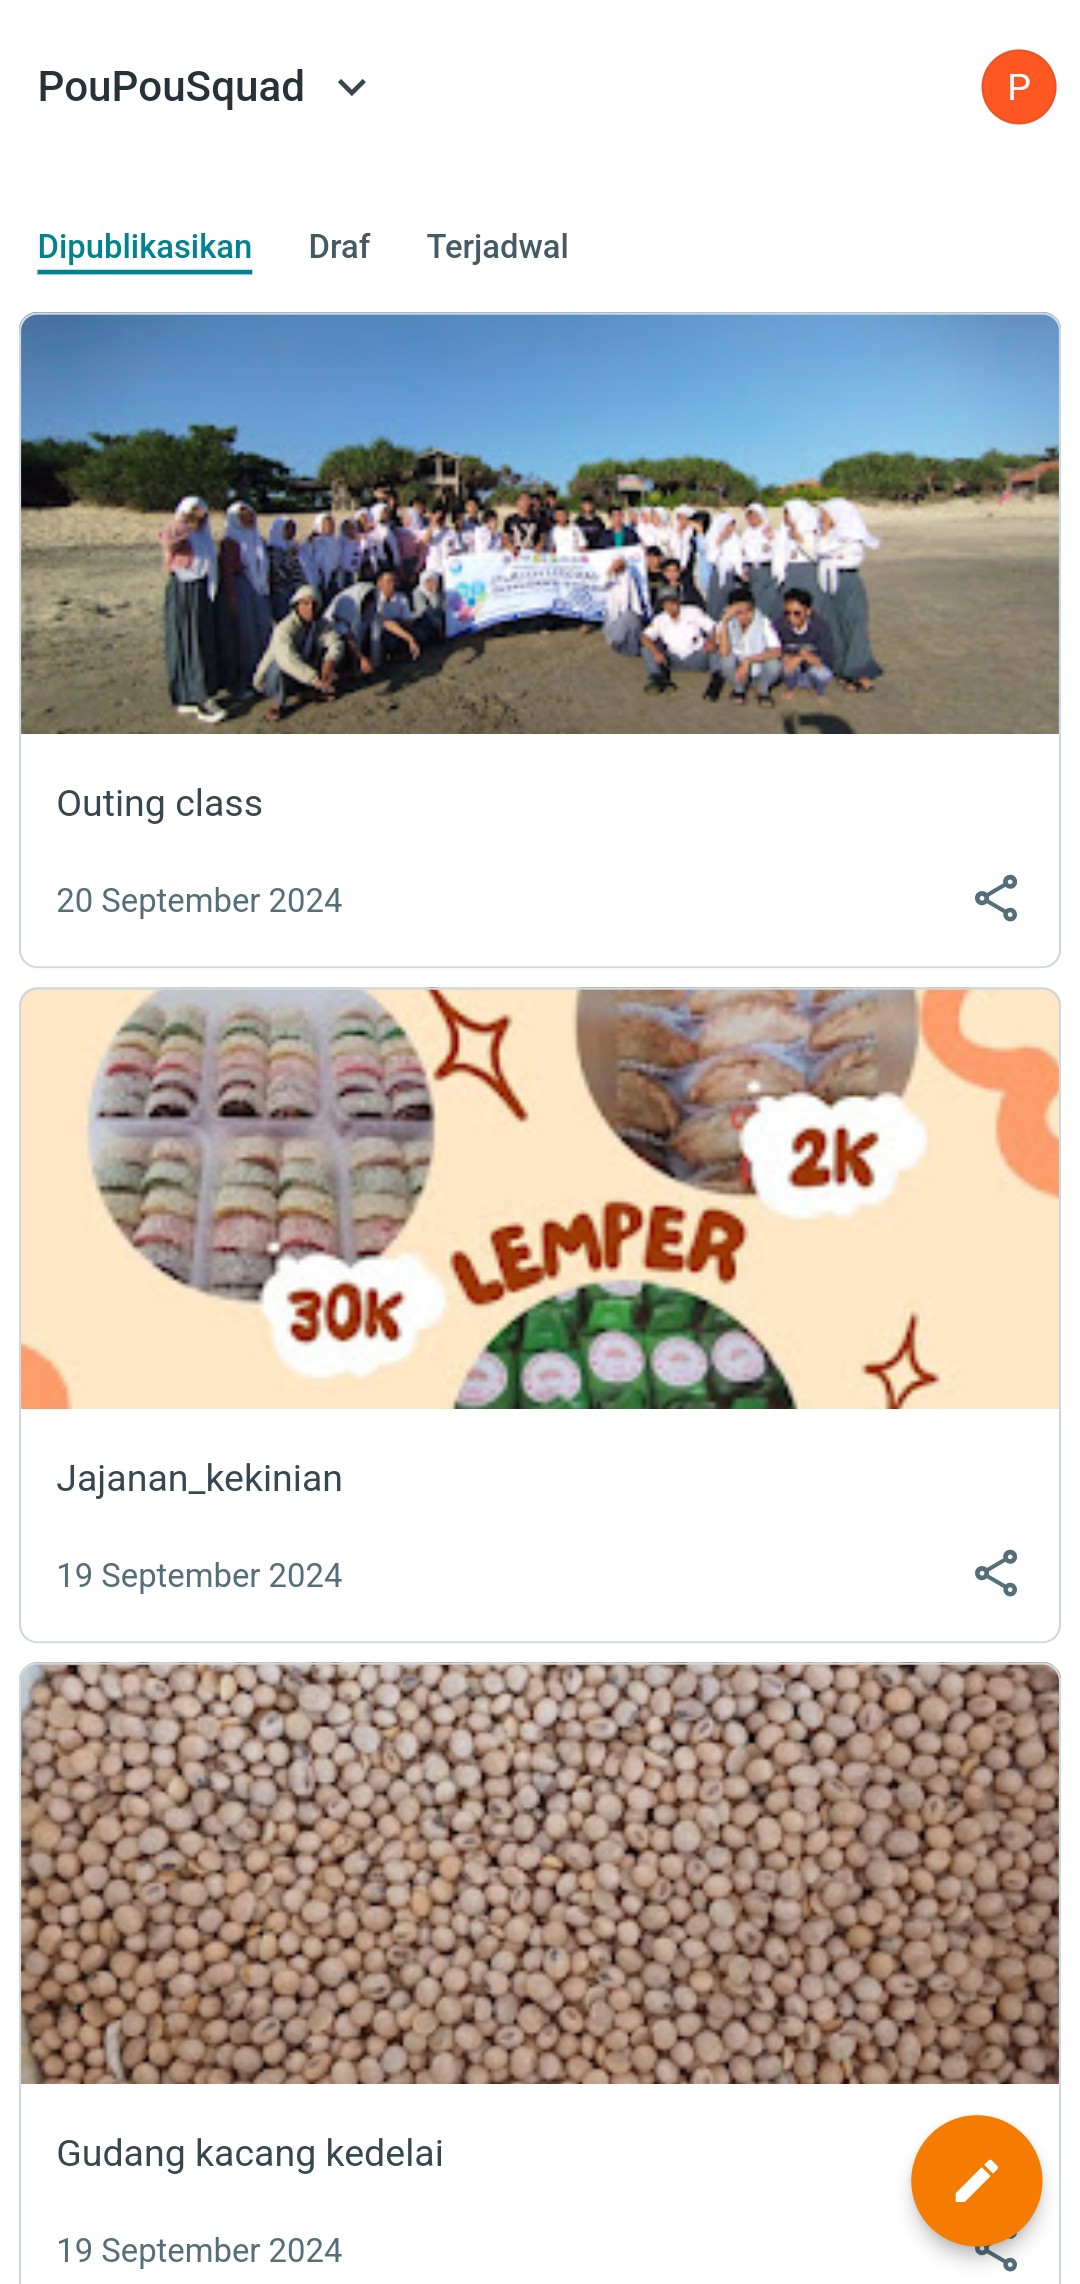 PouPouSquad
P
Dipublikasikan Draf Terjadwal
Outing class
20 September 2024
2K
LEMPER
30K
Jajanan_kekinian
19 September 2024
Gudang kacang kedelai
19 September 2024